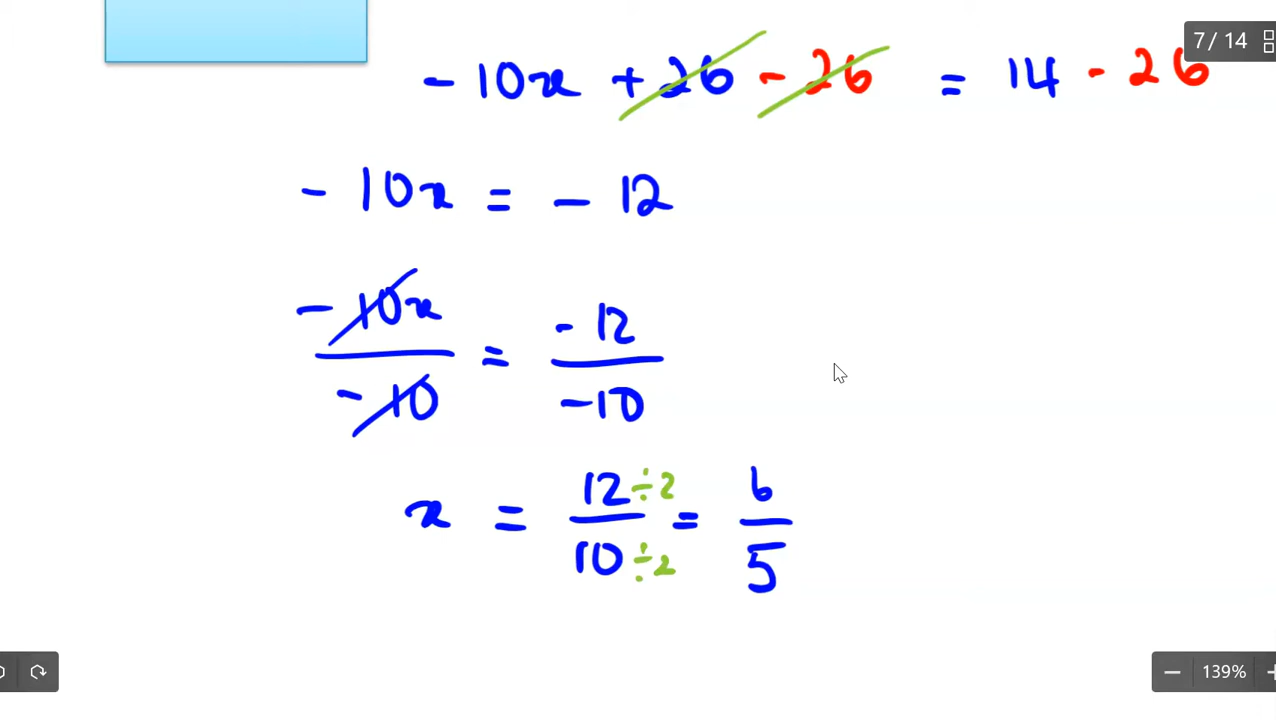 7 / 14
- 10x + 26 - 26 = 14 - 26
- 10x = - 12
- 10x / - 10 = - 12 / - 10
x = 12 ÷2 / 10 ÷2 = 6 / 5
139%